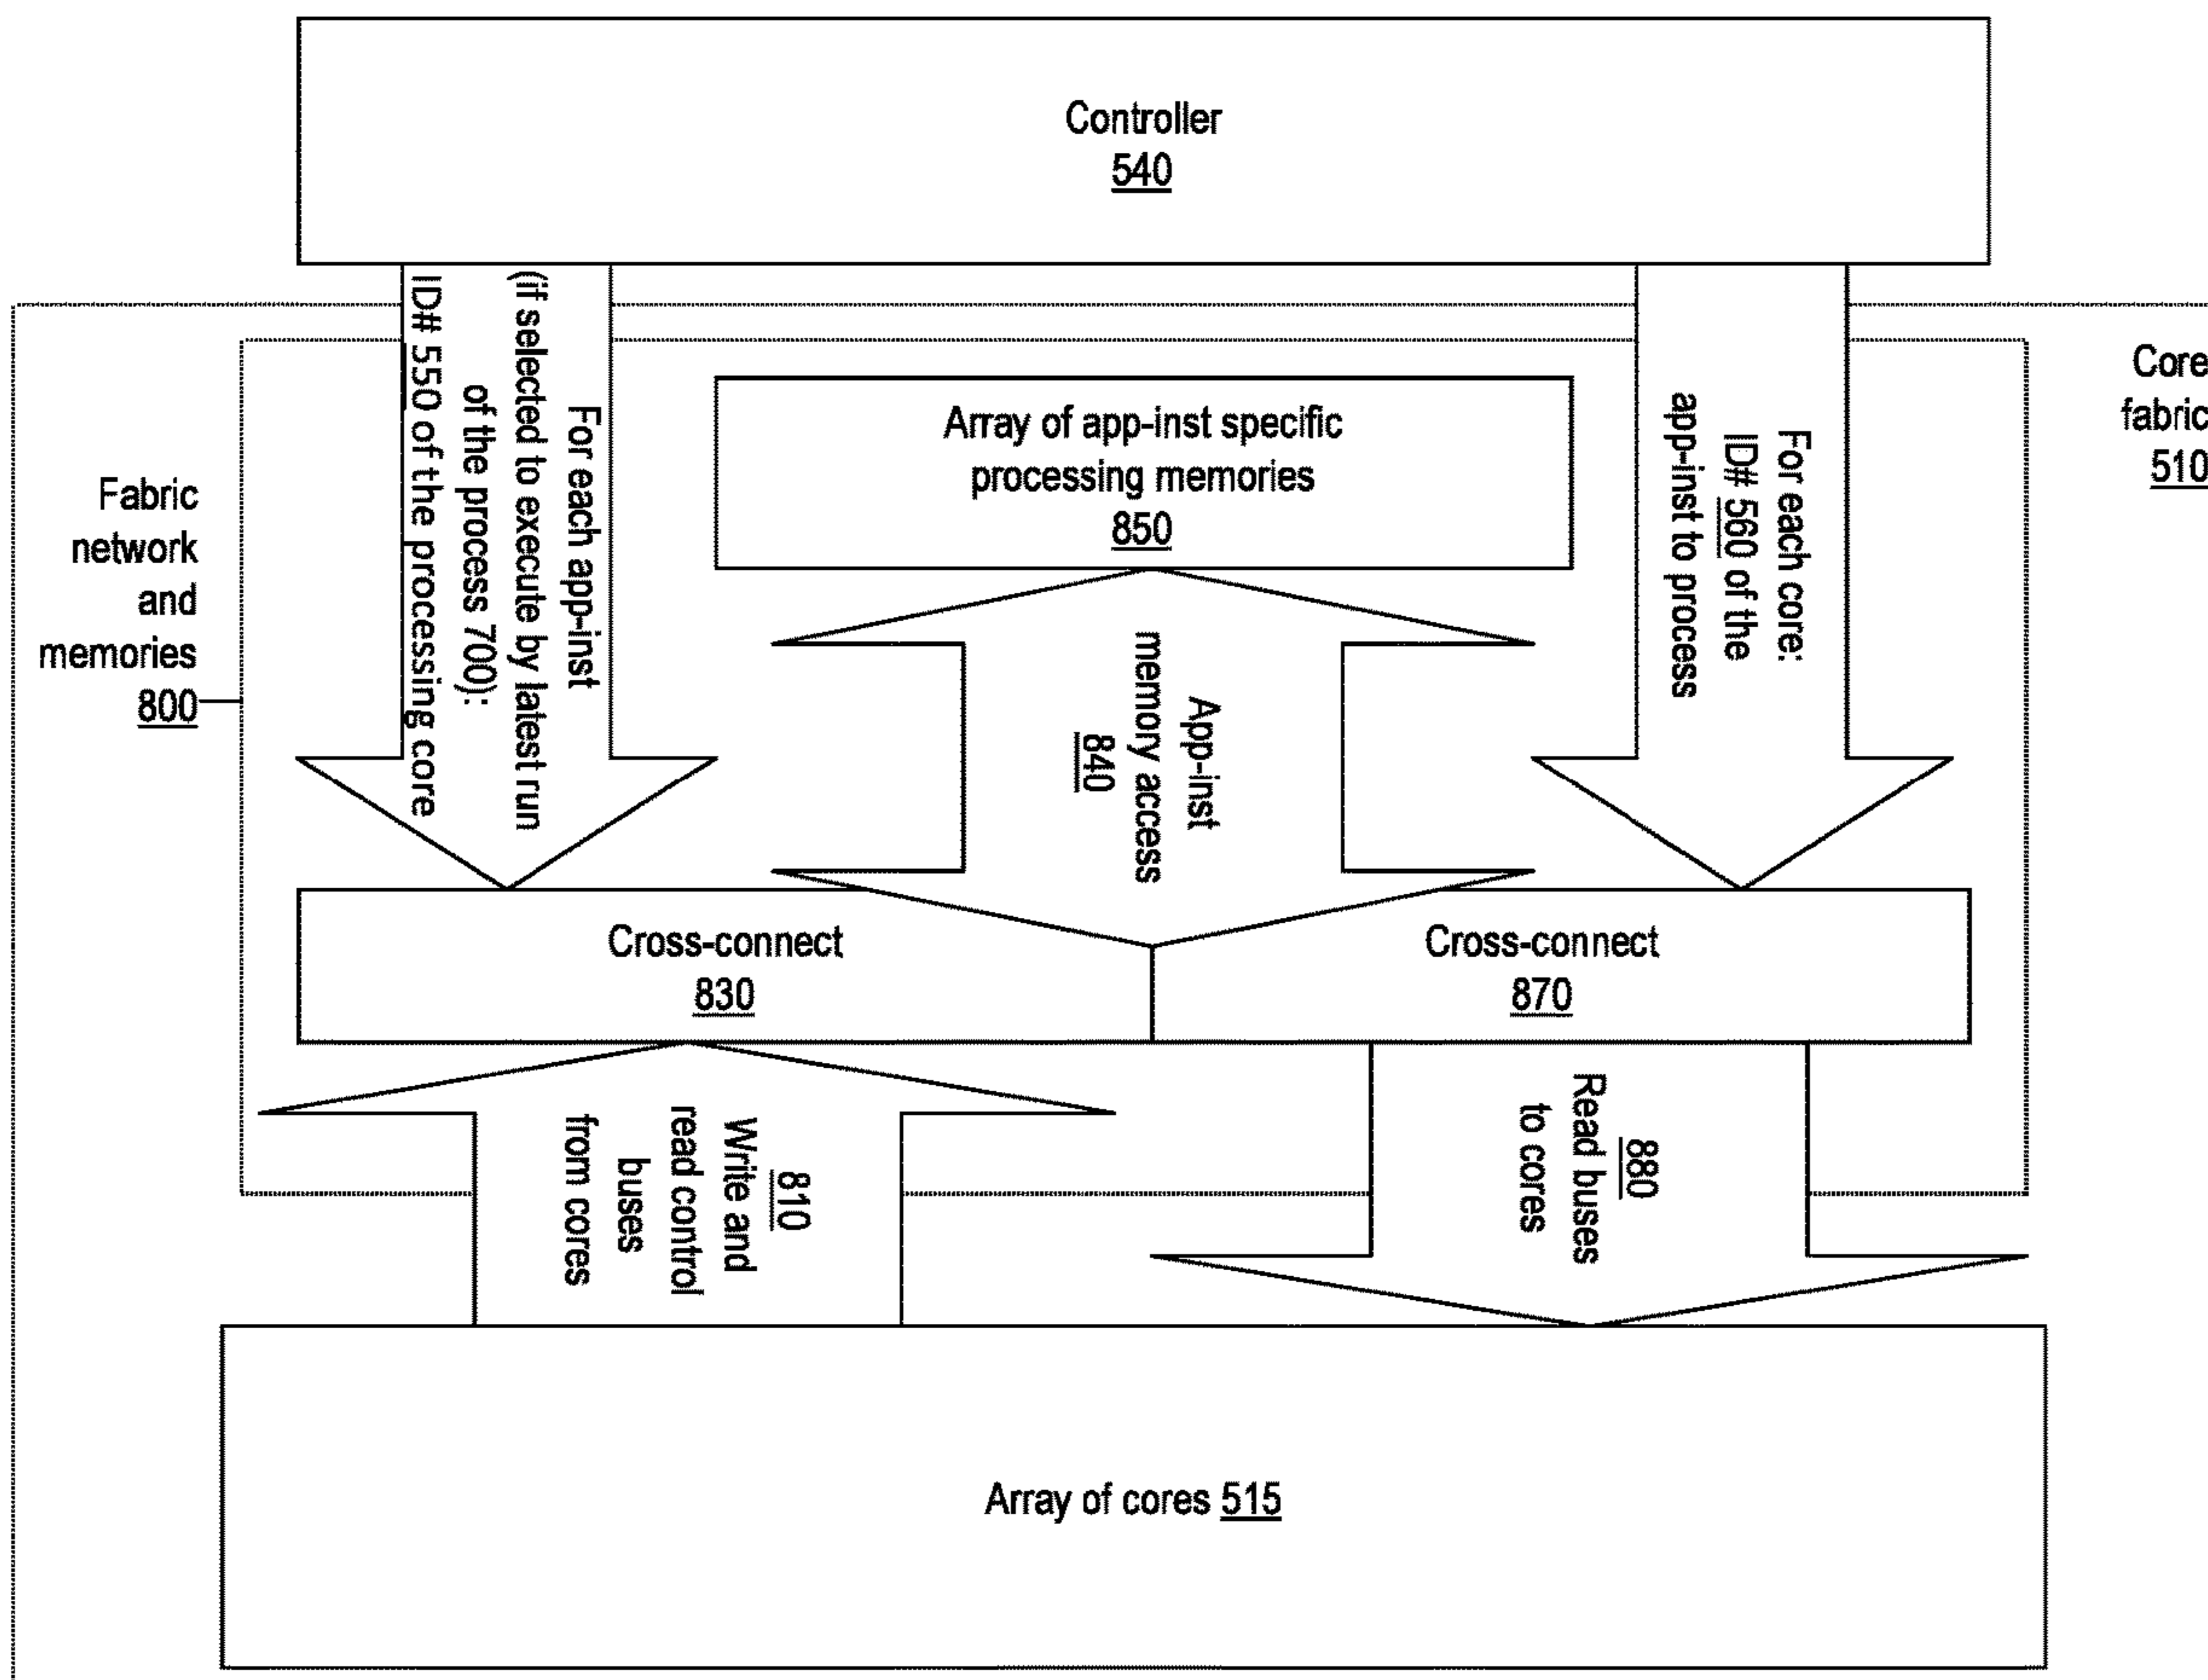 Controller
540
For each app-inst
(if selected to execute by latest run
of the process 700):
ID# 550 of the processing core
Array of app-inst specific
processing memories
850
For each core:
ID# 560 of the
app-inst to process
Core
fabric
510
Fabric
network
and
memories
800
App-inst
memory access
840
Cross-connect
830
Cross-connect
870
810
Write and
read control
buses
from cores
880
Read buses
to cores
Array of cores 515